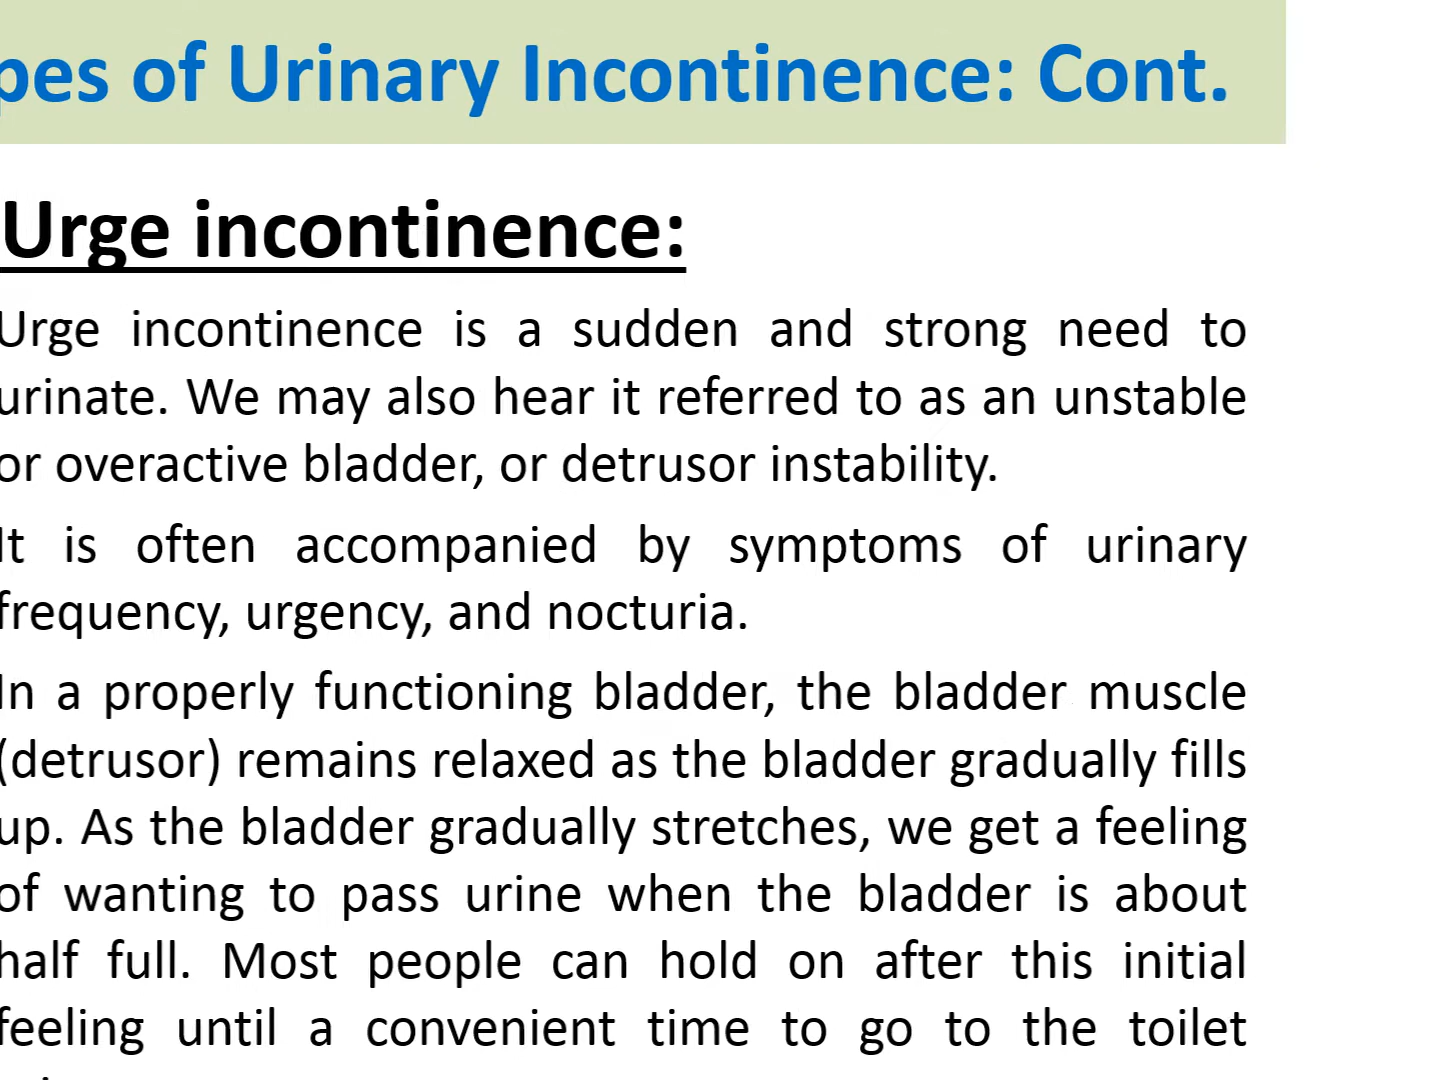 pes of Urinary Incontinence: Cont.
Urge incontinence:
Urge incontinence is a sudden and strong need to
urinate. We may also hear it referred to as an unstable
or overactive bladder, or detrusor instability.
It is often accompanied by symptoms of urinary
frequency, urgency, and nocturia.
In a properly functioning bladder, the bladder muscle
(detrusor) remains relaxed as the bladder gradually fills
up. As the bladder gradually stretches, we get a feeling
of wanting to pass urine when the bladder is about
half full. Most people can hold on after this initial
feeling until a convenient time to go to the toilet